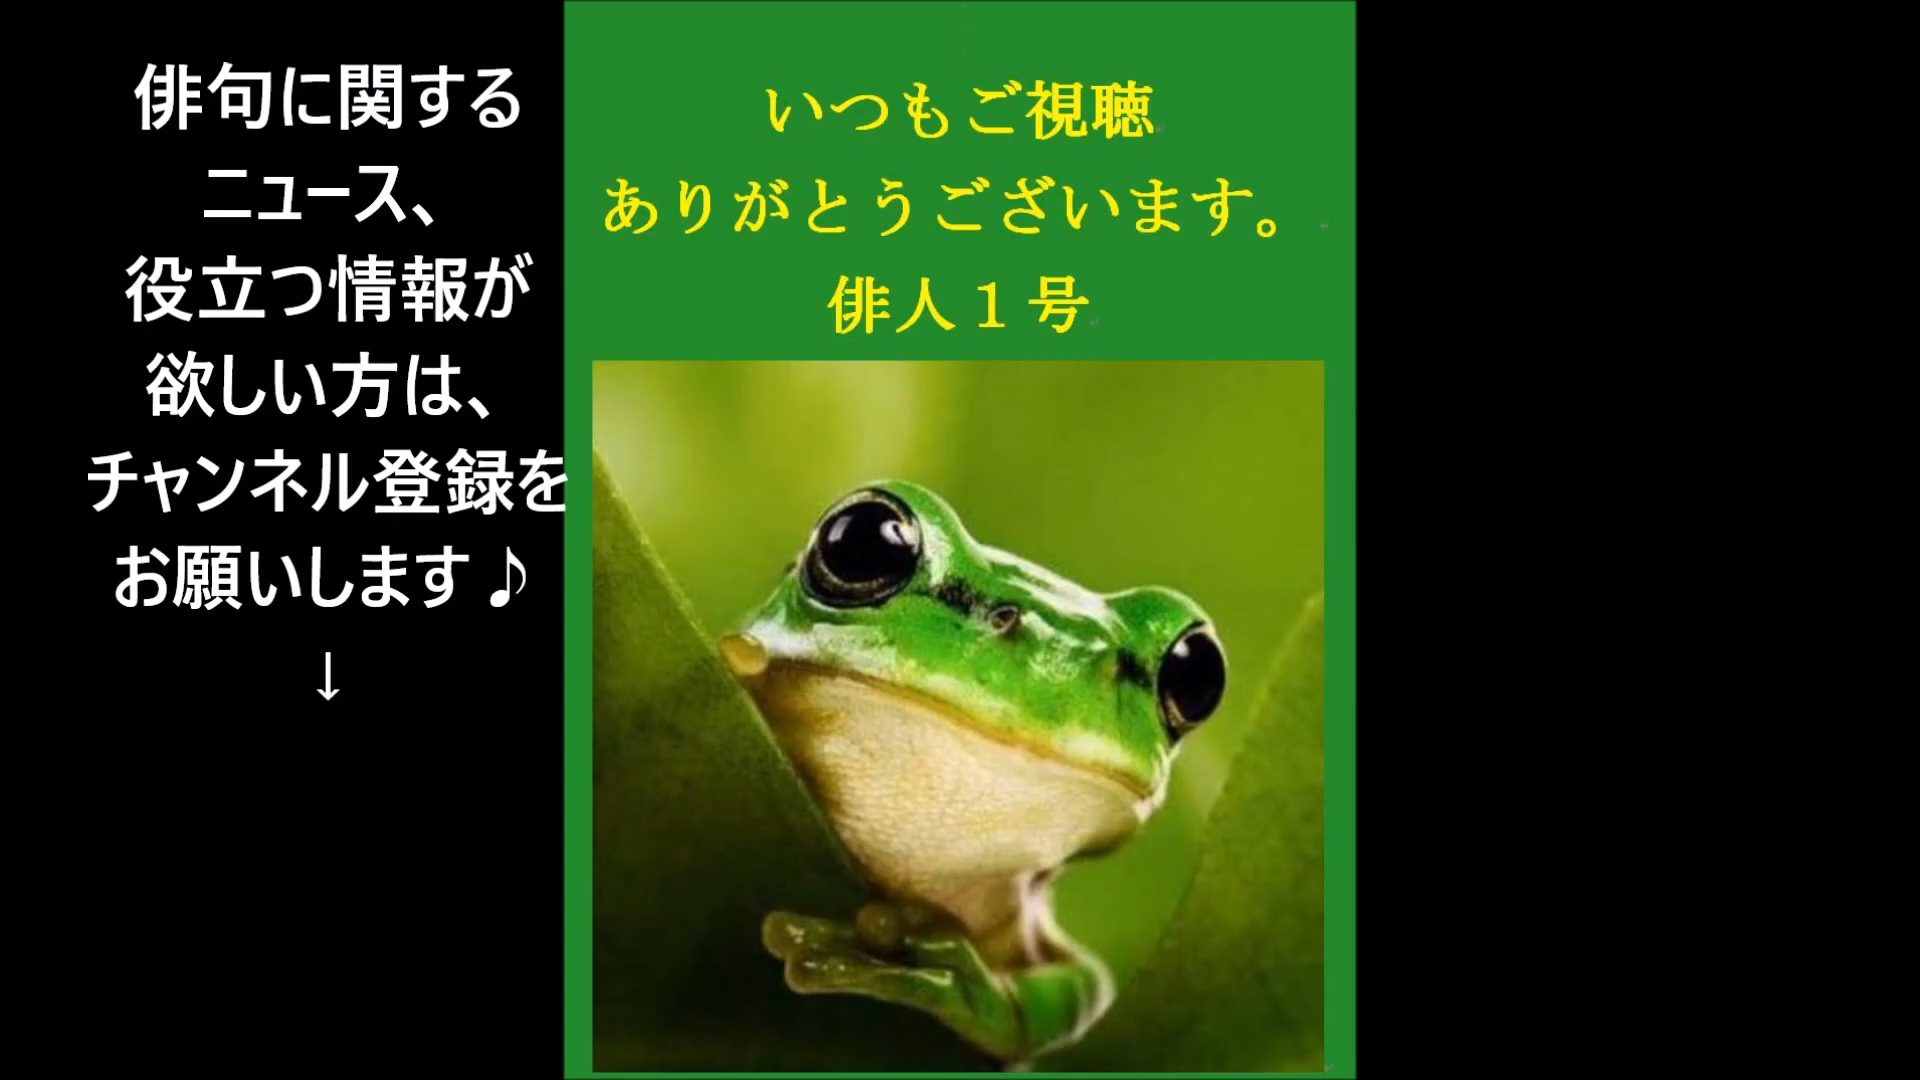 俳句に関する
ニュース、
役立つ情報が
欲しい方は、
チャンネル登録を
お願いします♪
↓
いつもご視聴
ありがとうございます。
俳人１号